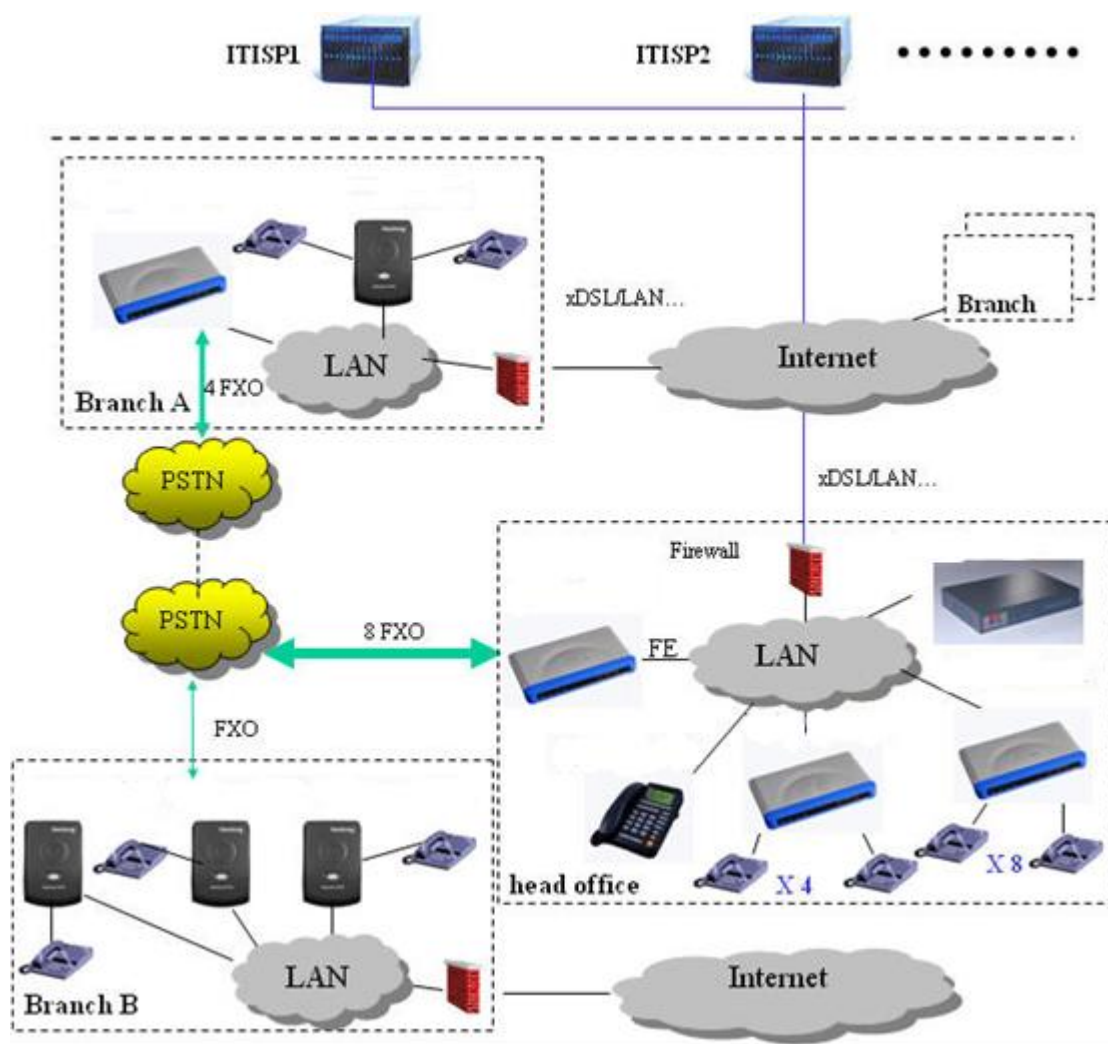 ITISP1
ITISP2
xDSL/LAN...
Branch
LAN
Internet
4 FXO
Branch A
PSTN
xDSL/LAN...
Firewall
PSTN
8 FXO
FE
LAN
FXO
X 4
X 8
head office
LAN
Internet
Branch B